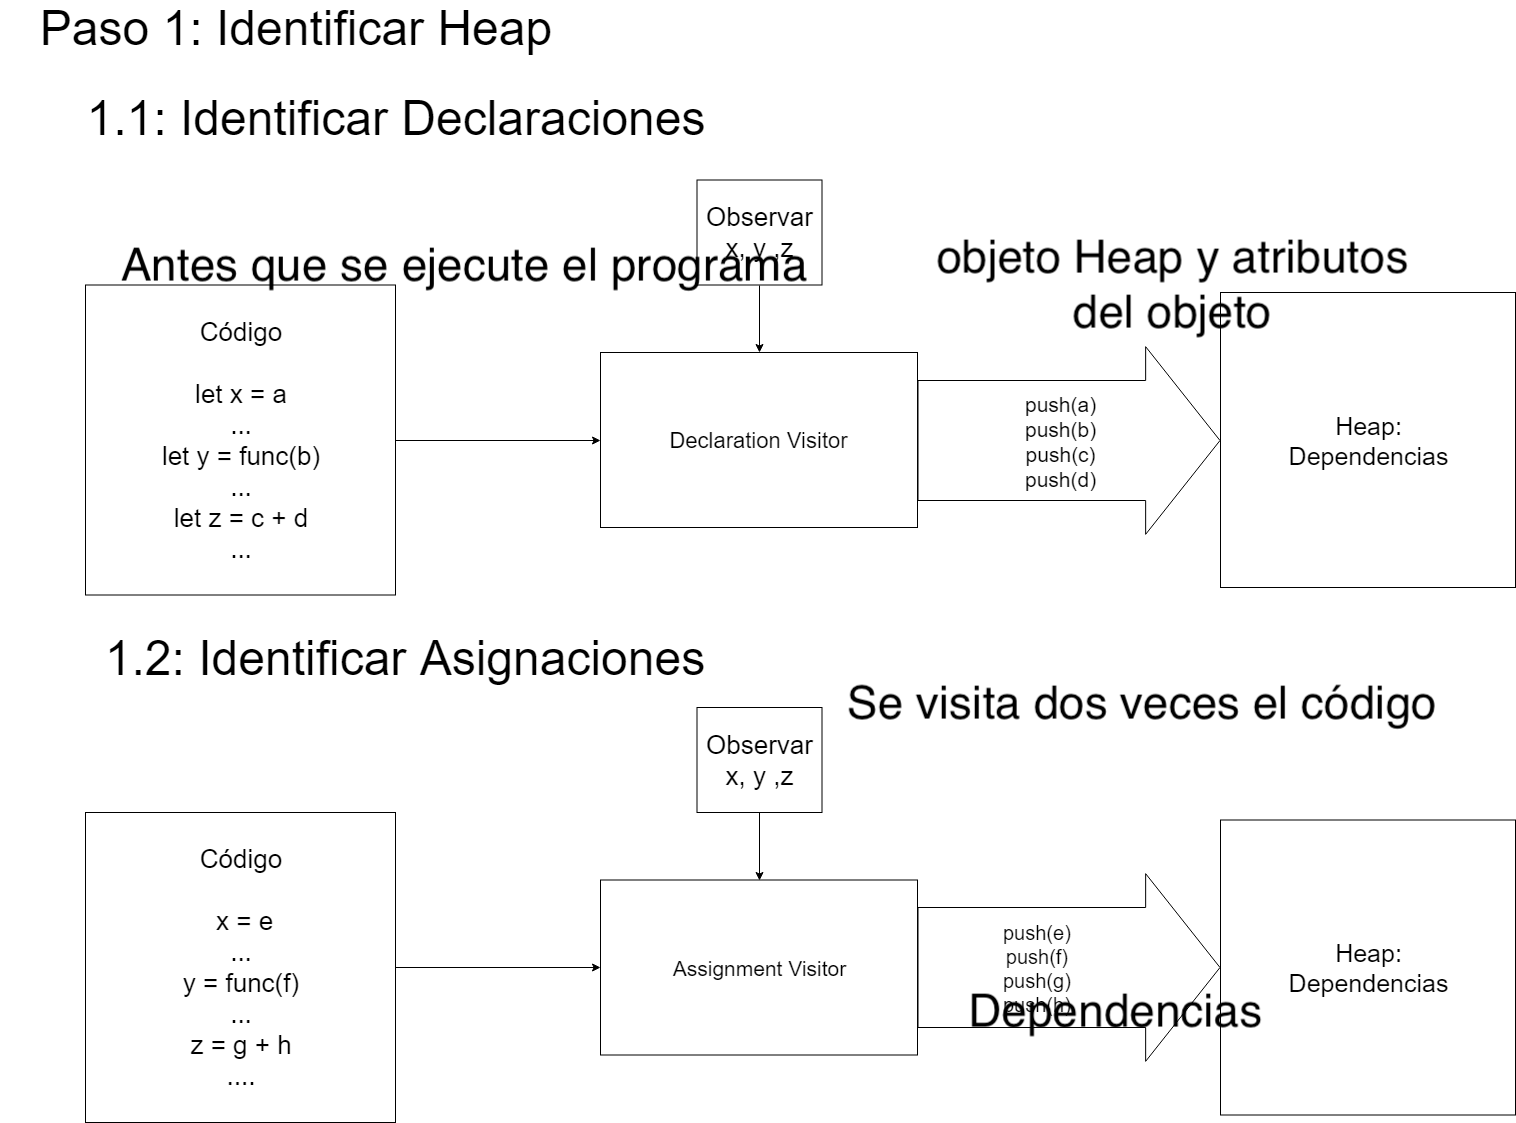 Paso 1: Identificar Heap
1.1: Identificar Declaraciones
Observar
x, y ,z
Antes que se ejecute el programa
objeto Heap y atributos
del objeto
Código
let x = a
...
let y = func(b)
...
let z = c + d
...
Declaration Visitor
push(a)
push(b)
push(c)
push(d)
Heap:
Dependencias
1.2: Identificar Asignaciones
Se visita dos veces el código
Observar
x, y ,z
Código
x = e
...
y = func(f)
...
z = g + h
....
Assignment Visitor
push(e)
push(f)
push(g)
push(h)
Dependencias
Heap:
Dependencias